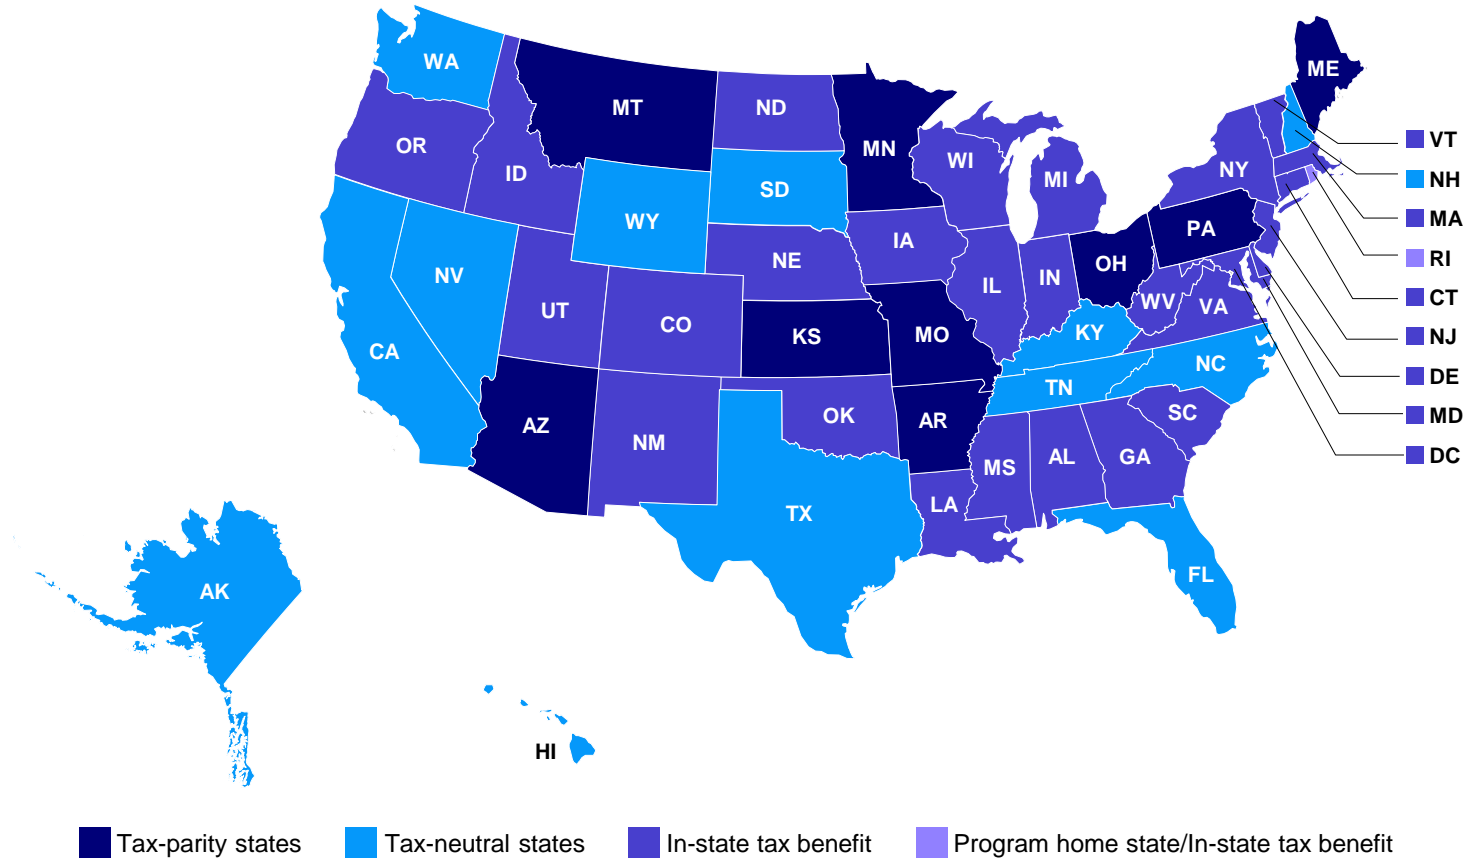 WA
MT
ND
MN
ME
OR
ID
SD
WI
MI
NY
VT
WY
NH
IA
PA
MA
NE
OH
RI
NV
UT
CO
IL
IN
WV
VA
CT
CA
KS
MO
KY
NJ
NC
DE
TN
AZ
NM
OK
AR
SC
MD
MS
AL
GA
DC
TX
LA
FL
AK
HI
Tax-parity states
Tax-neutral states
In-state tax benefit
Program home state/In-state tax benefit